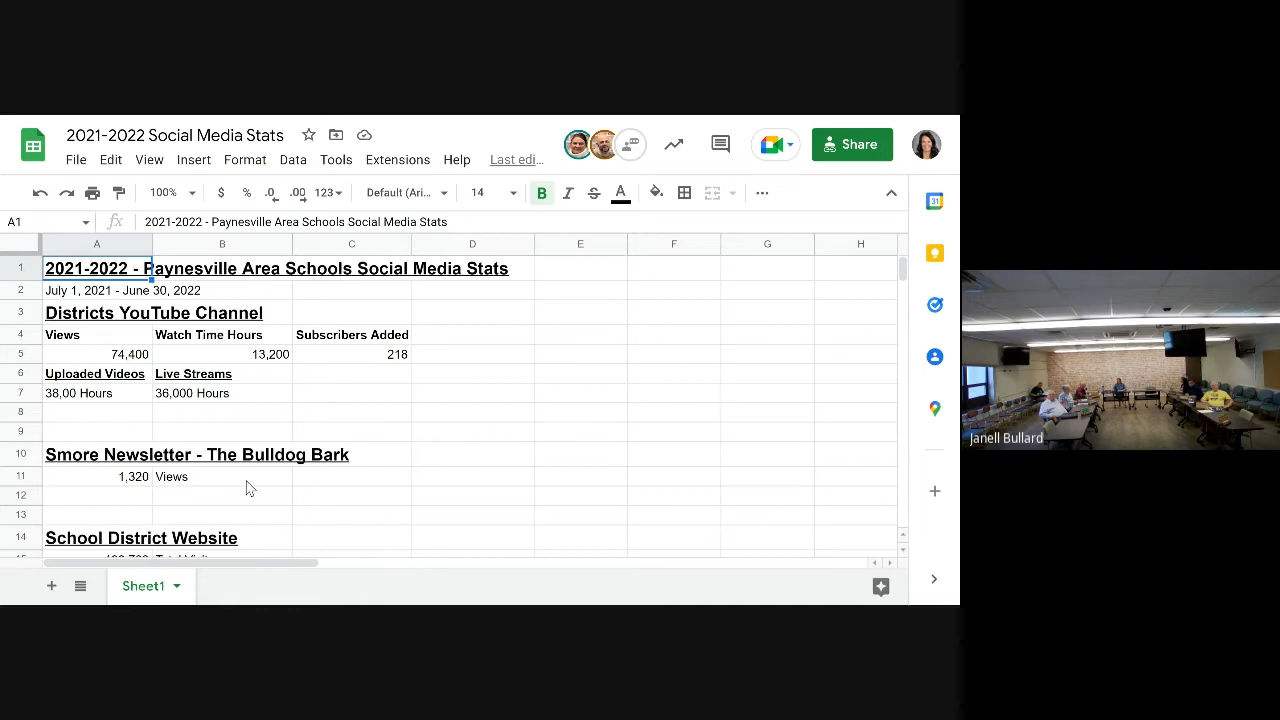 2021-2022 Social Media Stats
File Edit View Insert Format Data Tools Extensions Help Last edi...
Share
100% $ % .0 .00 123 Default (Ari... 14 B I S A
A1 fx 2021-2022 - Paynesville Area Schools Social Media Stats
A B C D E F G H
1 2021-2022 - Paynesville Area Schools Social Media Stats
2 July 1, 2021 - June 30, 2022
3 Districts YouTube Channel
4 Views Watch Time Hours Subscribers Added
5 74,400 13,200 218
6 Uploaded Videos Live Streams
7 38,00 Hours 36,000 Hours
8
9
10 Smore Newsletter - The Bulldog Bark
11 1,320 Views
12
13
14 School District Website
Sheet1
31
Janell Bullard